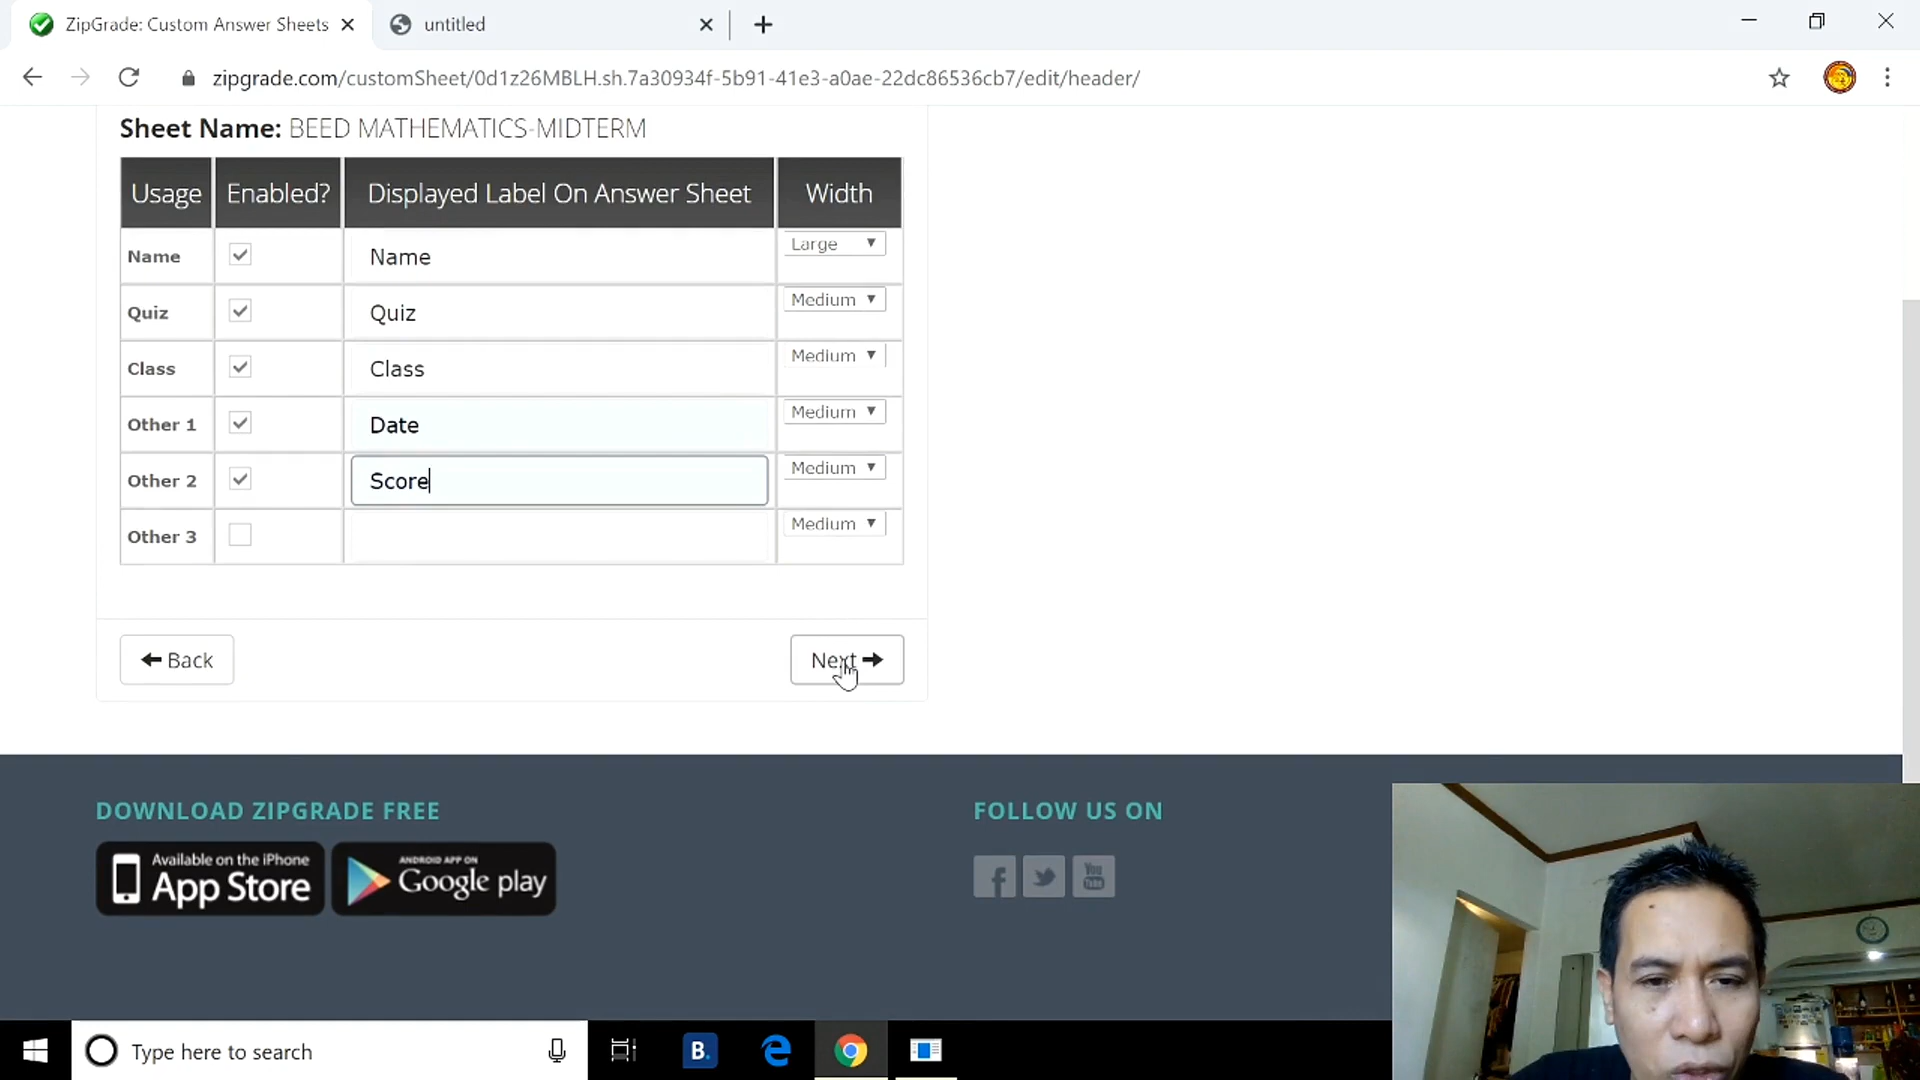 ZipGrade: Custom Answer Sheets
untitled
zipgrade.com/customSheet/0d1z26MBLH.sh.7a30934f-5b91-41e3-a0ae-22dc86536cb7/edit/header/
Sheet Name: BEED MATHEMATICS-MIDTERM
Usage Enabled? Displayed Label On Answer Sheet Width
Name Name Large
Quiz Quiz Medium
Class Class Medium
Other 1 Date Medium
Other 2 Score Medium
Other 3 Medium
Back Next
DOWNLOAD ZIPGRADE FREE FOLLOW US ON
Available on the iPhone
App Store
ANDROID APP ON
Google play
You
Tube
Type here to search
B.